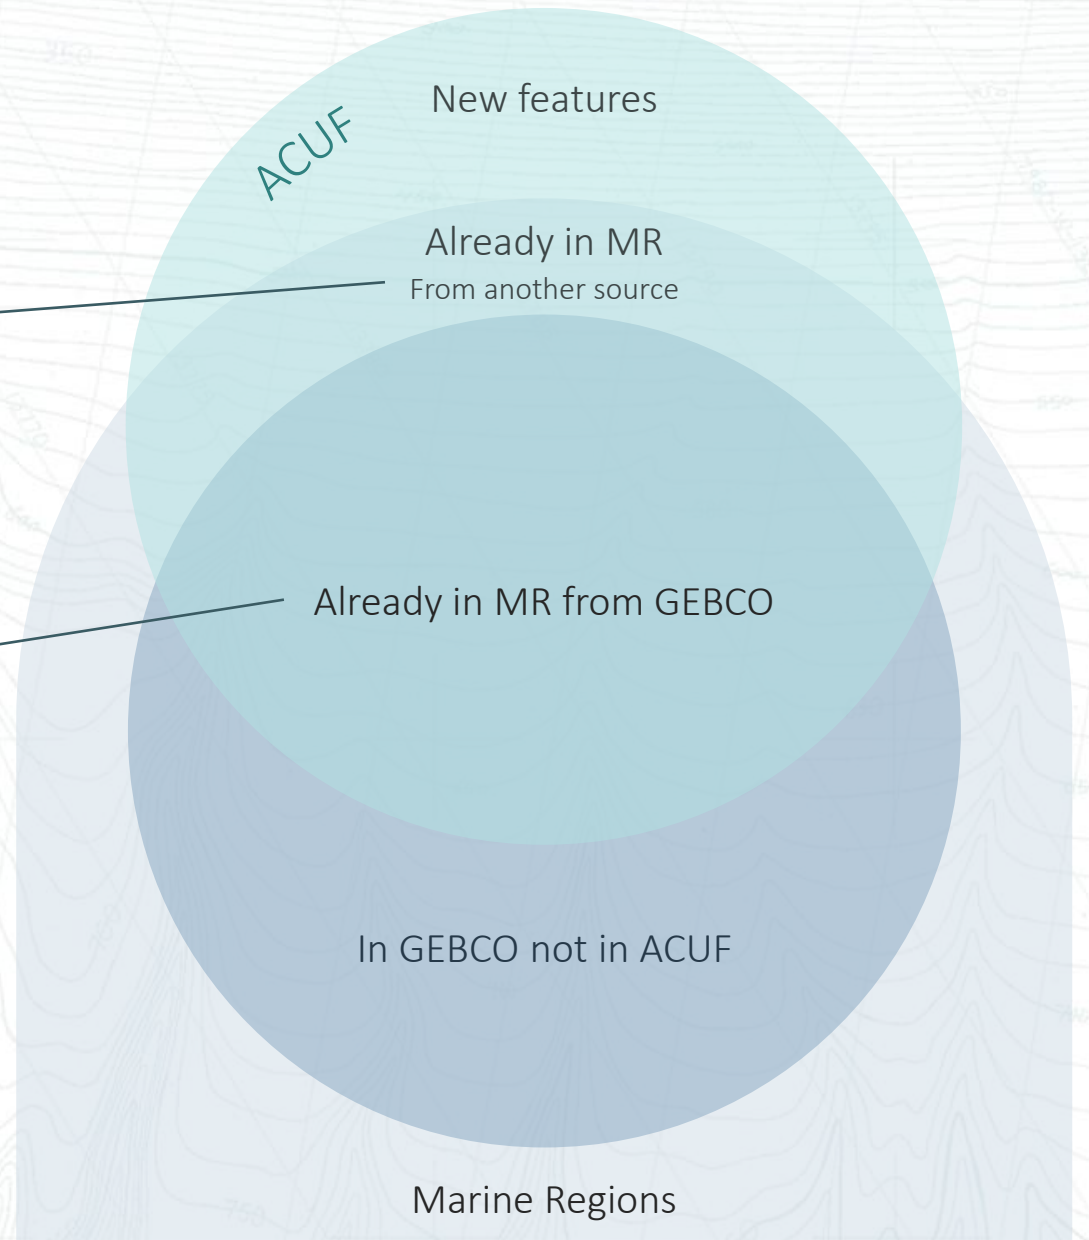 New features
ACUF
Already in MR
From another source
Already in MR from GEBCO
In GEBCO not in ACUF
Marine Regions
750